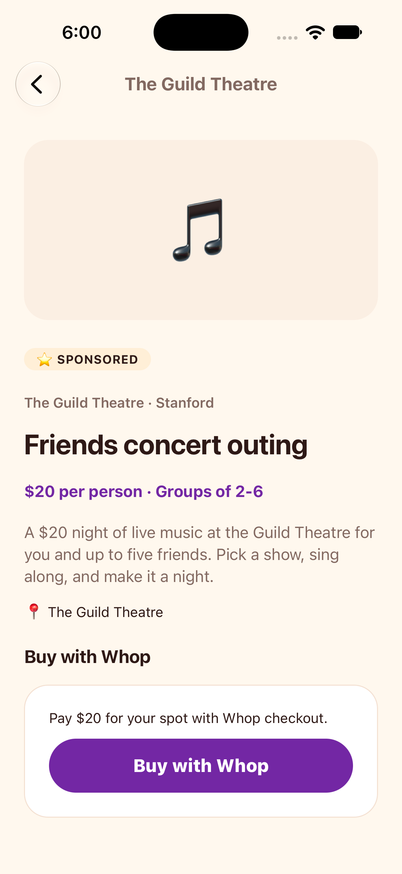 6:00
The Guild Theatre
SPONSORED
The Guild Theatre · Stanford
Friends concert outing
$20 per person · Groups of 2-6
A $20 night of live music at the Guild Theatre for
you and up to five friends. Pick a show, sing
along, and make it a night.
The Guild Theatre
Buy with Whop
Pay $20 for your spot with Whop checkout.
Buy with Whop